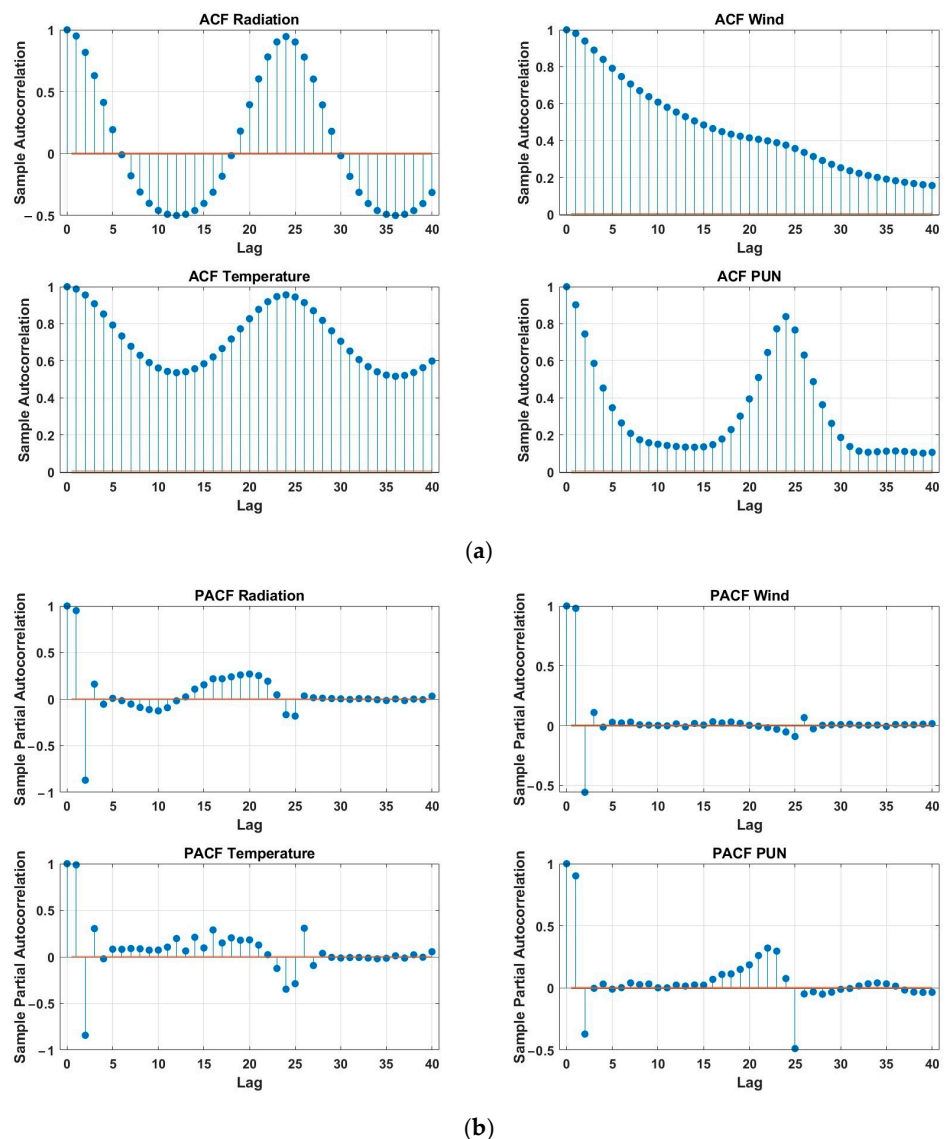 ACF Radiation
1
0.5
0
−0.5
Sample Autocorrelation
0 5 10 15 20 25 30 35 40
Lag
ACF Wind
1
0.8
0.6
0.4
0.2
0
Sample Autocorrelation
0 5 10 15 20 25 30 35 40
Lag
ACF Temperature
1
0.8
0.6
0.4
0.2
0
Sample Autocorrelation
0 5 10 15 20 25 30 35 40
Lag
ACF PUN
1
0.8
0.6
0.4
0.2
0
Sample Autocorrelation
0 5 10 15 20 25 30 35 40
Lag
(a)
PACF Radiation
1
0.5
0
−0.5
−1
Sample Partial Autocorrelation
0 5 10 15 20 25 30 35 40
Lag
PACF Wind
1
0.5
0
−0.5
Sample Partial Autocorrelation
0 5 10 15 20 25 30 35 40
Lag
PACF Temperature
1
0.5
0
−0.5
−1
Sample Partial Autocorrelation
0 5 10 15 20 25 30 35 40
Lag
PACF PUN
1
0.5
0
−0.5
Sample Partial Autocorrelation
0 5 10 15 20 25 30 35 40
Lag
(b)